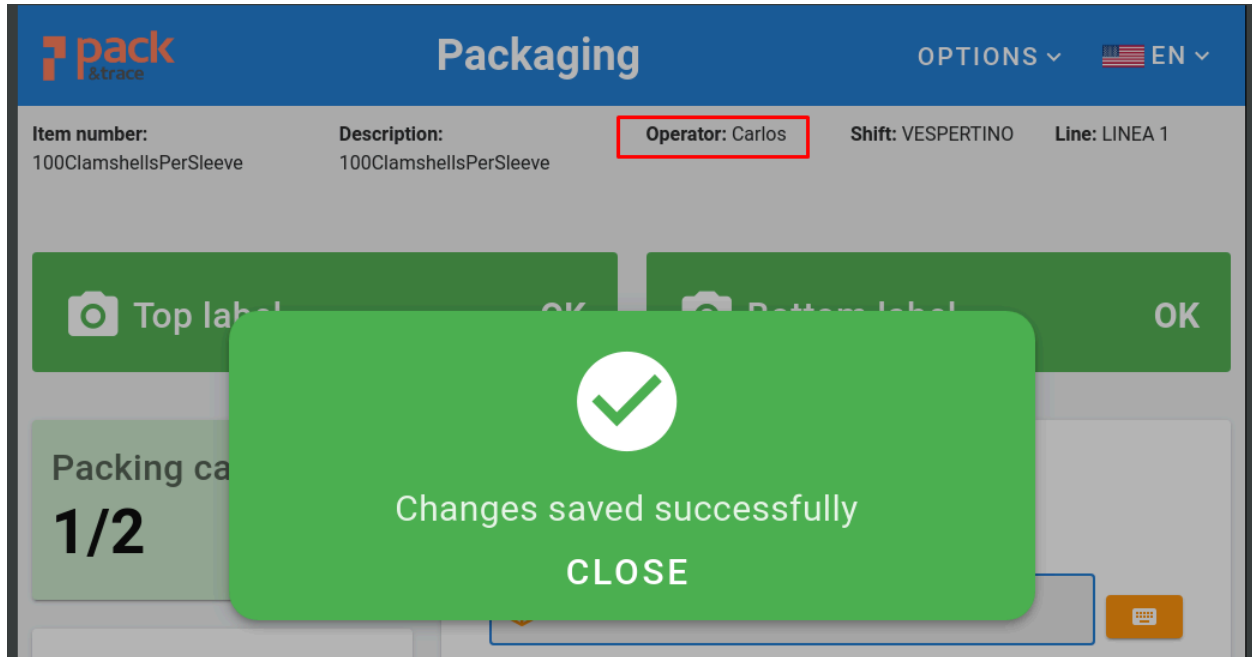 pack
&trace
Packaging
OPTIONS
EN
Item number:
100ClamshellsPerSleeve
Description:
100ClamshellsPerSleeve
Operator: Carlos
Shift: VESPERTINO
Line: LINEA 1
Top label
OK
Bottom label
OK
Packing ca
1/2
Changes saved successfully
CLOSE